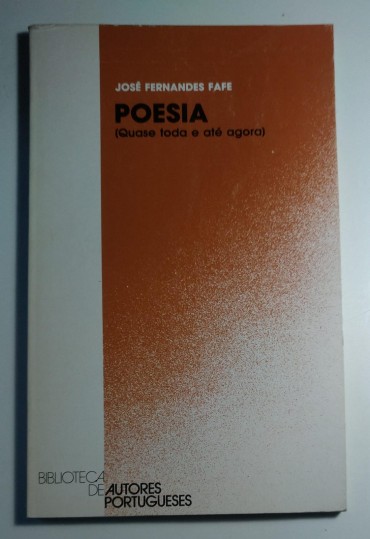 JOSÉ FERNANDES FAFE
POESIA
(Quase toda e até agora)
BIBLIOTECA
DE AUTORES
PORTUGUESES